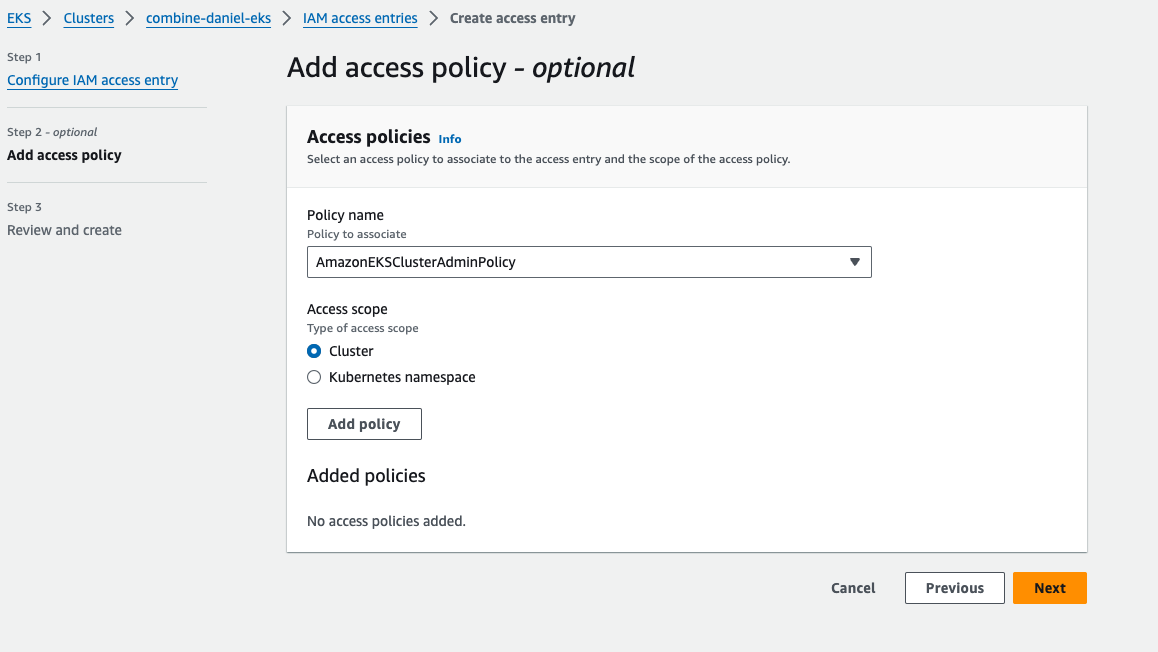 EKS > Clusters > combine-daniel-eks > IAM access entries > Create access entry
Step 1
Configure IAM access entry
Step 2 - optional
Add access policy
Step 3
Review and create
Add access policy - optional
Access policies Info
Select an access policy to associate to the access entry and the scope of the access policy.
Policy name
Policy to associate
AmazonEKSClusterAdminPolicy
Access scope
Type of access scope
Cluster
Kubernetes namespace
Add policy
Added policies
No access policies added.
Cancel Previous Next